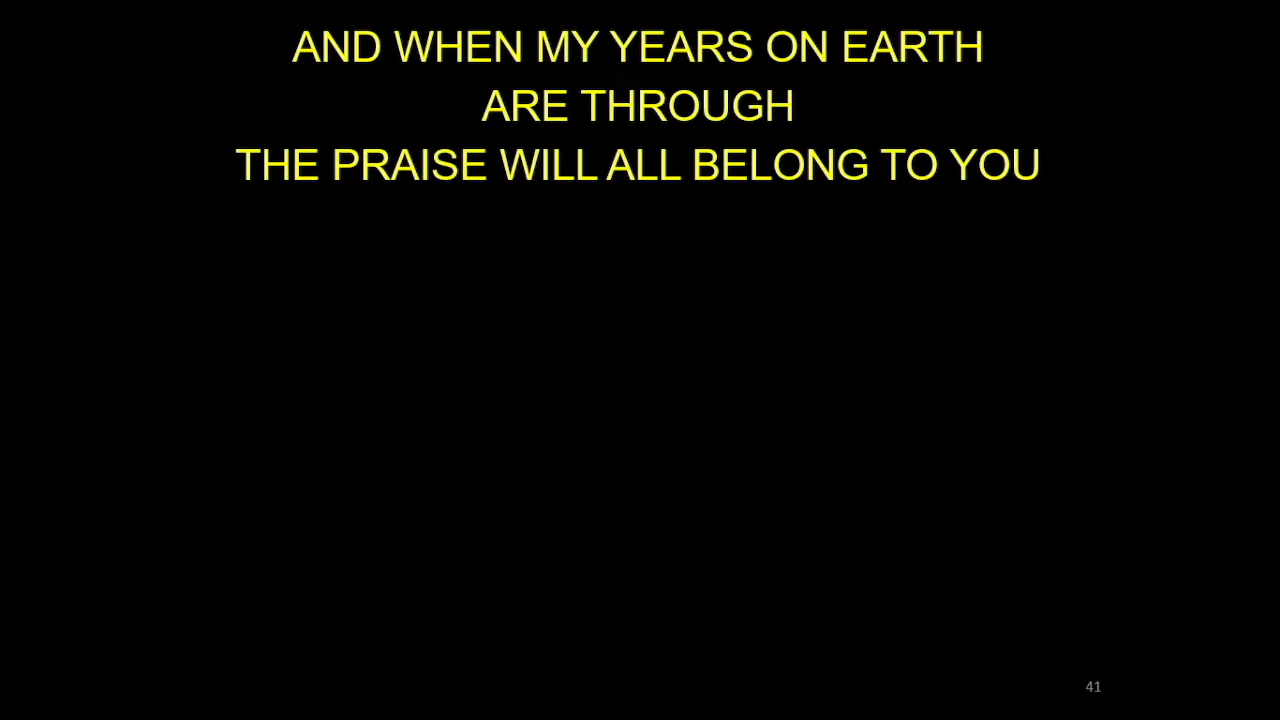 AND WHEN MY YEARS ON EARTH
ARE THROUGH
THE PRAISE WILL ALL BELONG TO YOU
41